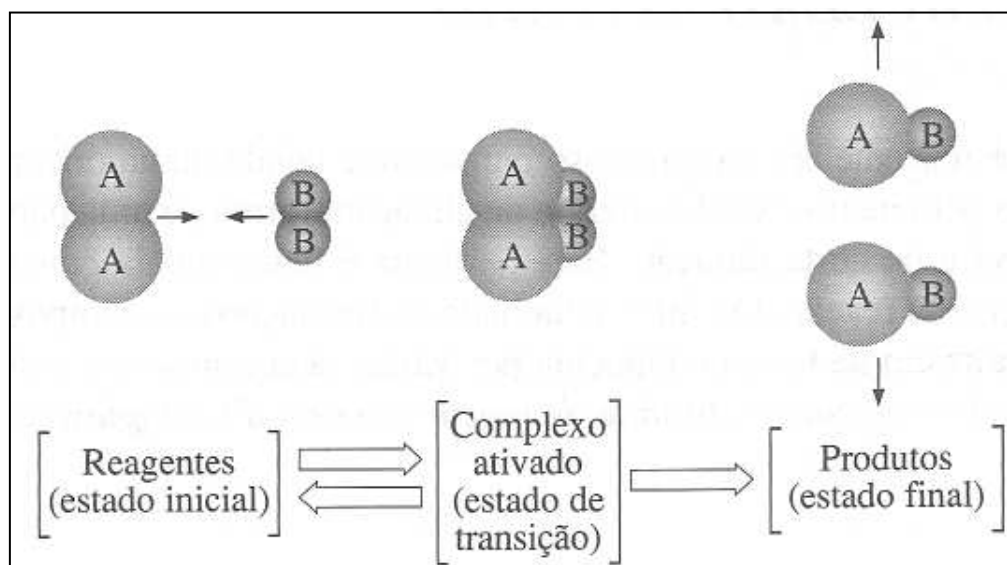 A
A
B
B
A
A
B
B
A
B
A
B
Reagentes
(estado inicial)
Complexo
ativado
(estado de
transição)
Produtos
(estado final)